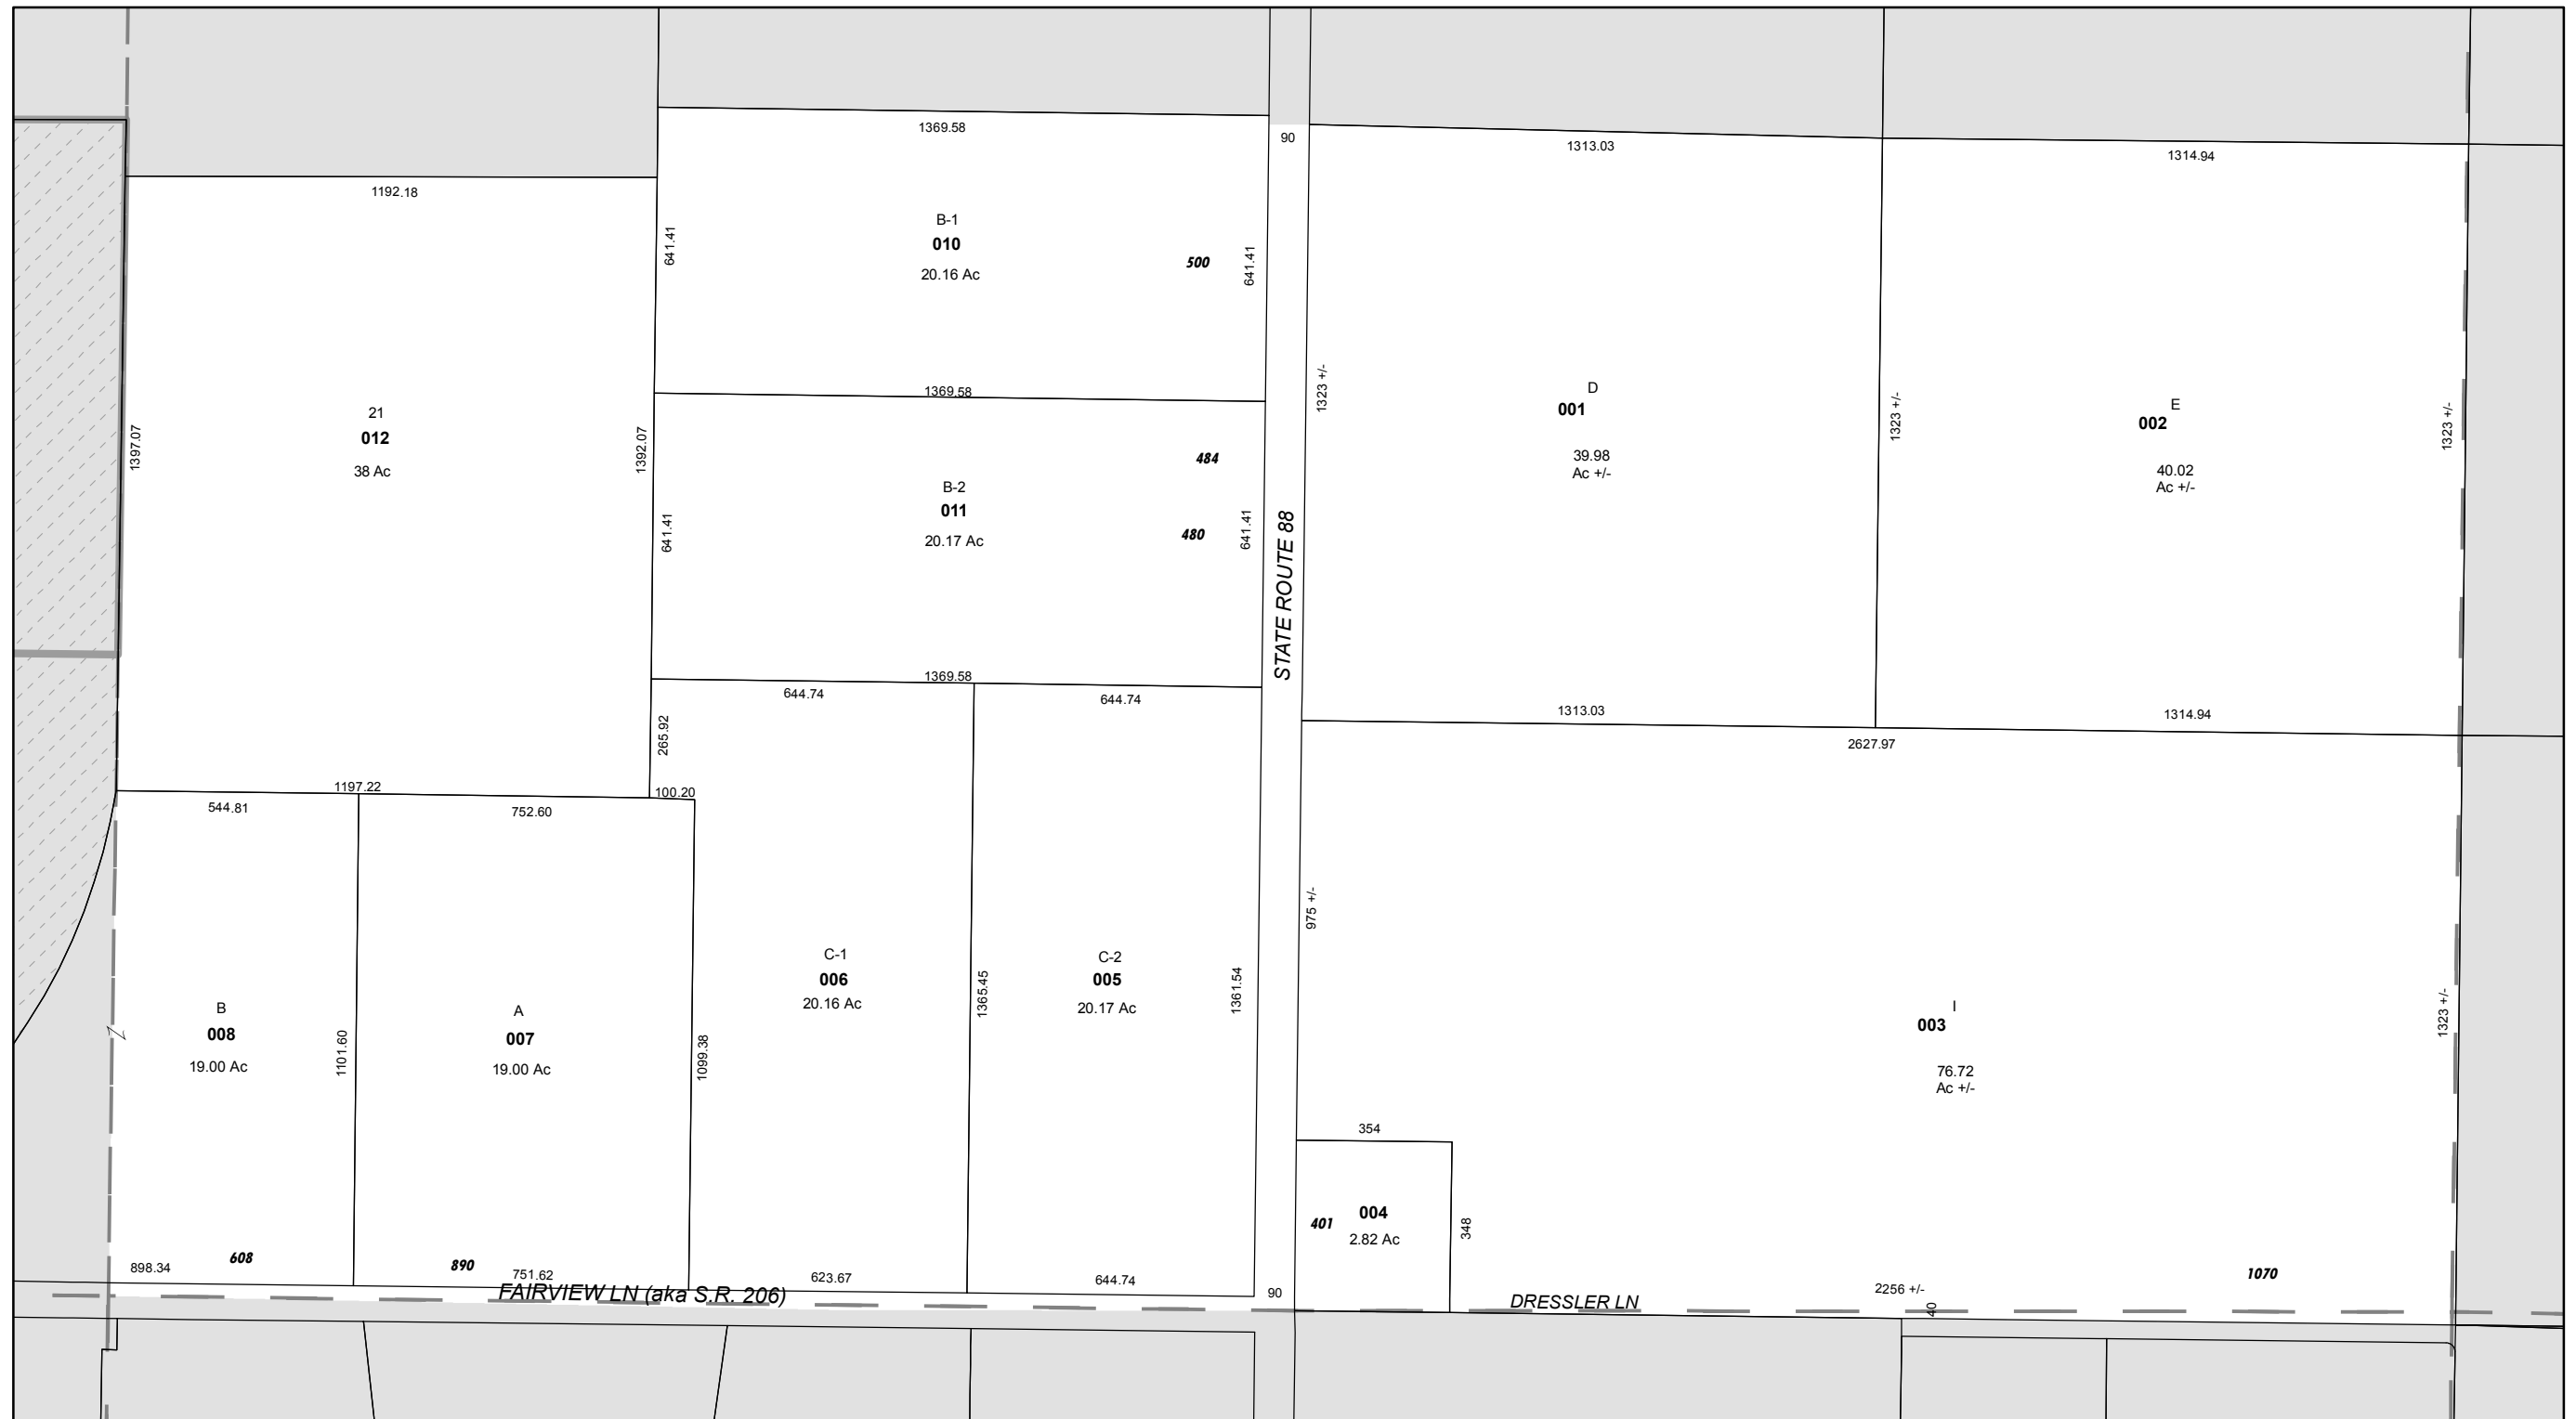 1369.58
90
1313.03
1314.94
1192.18
B-1
010
20.16 Ac
500
641.41
641.41
1369.58
1323 +/-
1323 +/-
1323 +/-
D
001
39.98
Ac +/-
E
002
40.02
Ac +/-
21
012
38 Ac
1397.07
1392.07
484
B-2
011
20.17 Ac
480
641.41
641.41
STATE ROUTE 88
1369.58
644.74
644.74
1313.03
1314.94
2627.97
265.92
1197.22
100.20
544.81
752.60
975 +/-
C-1
006
20.16 Ac
C-2
005
20.17 Ac
1365.45
1361.54
B
008
19.00 Ac
A
007
19.00 Ac
1101.60
1099.38
I
003
76.72
Ac +/-
1323 +/-
354
401
004
2.82 Ac
348
608
898.34
890
751.62
623.67
644.74
1070
2256 +/-
FAIRVIEW LN (aka S.R. 206)
90
DRESSLER LN
40